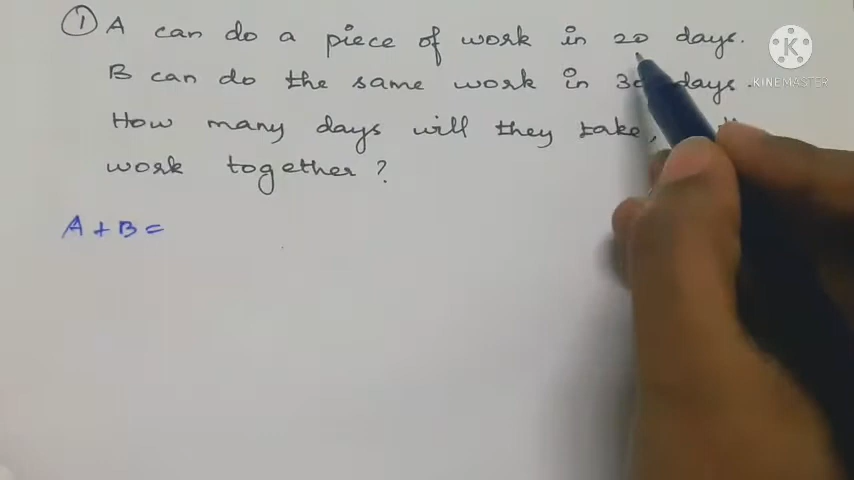 ① A can do a piece of work in 20 days.
B can do the same work in 30 days.
How many days will they take,
work together?
A + B =
K
KINEMASTER